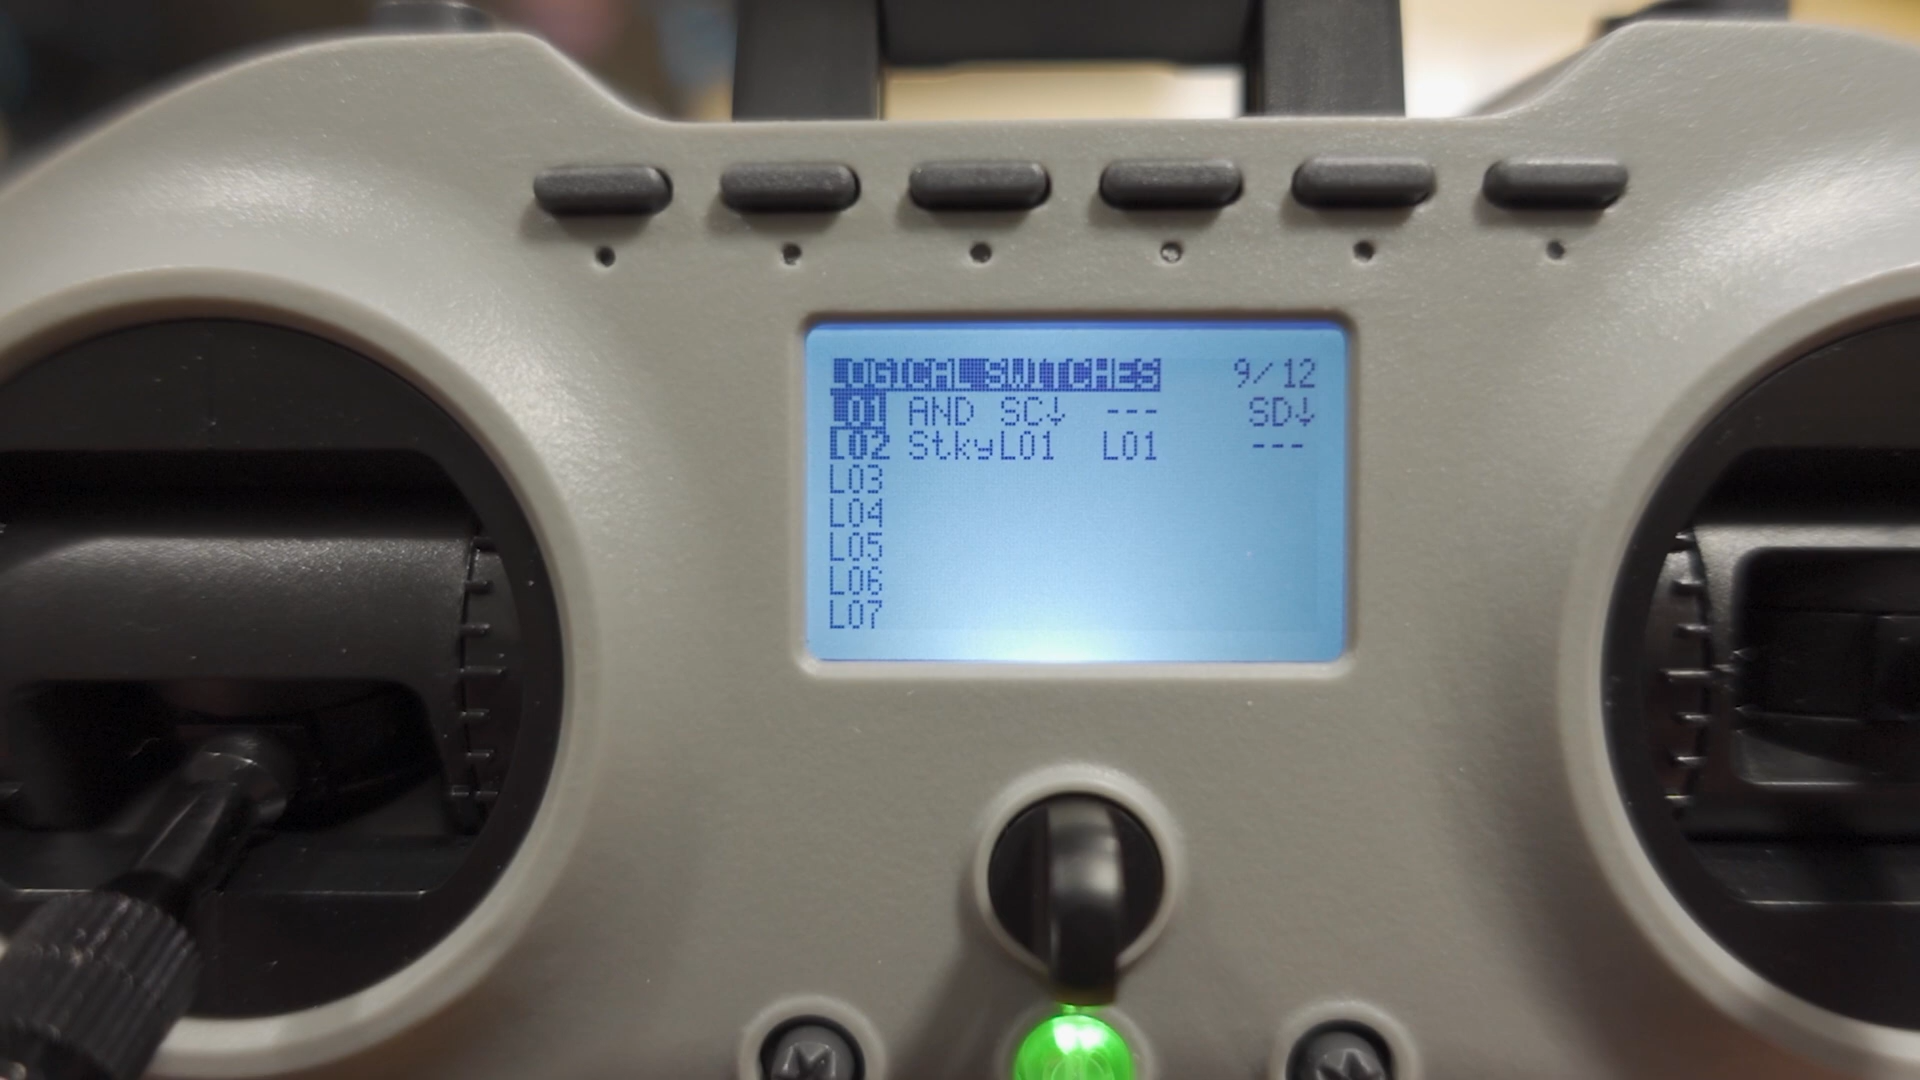 LOGICAL SWITCHES 9/12
L01 AND SC↓ --- SD↓
L02 StkyL01 L01 ---
L03
L04
L05
L06
L07